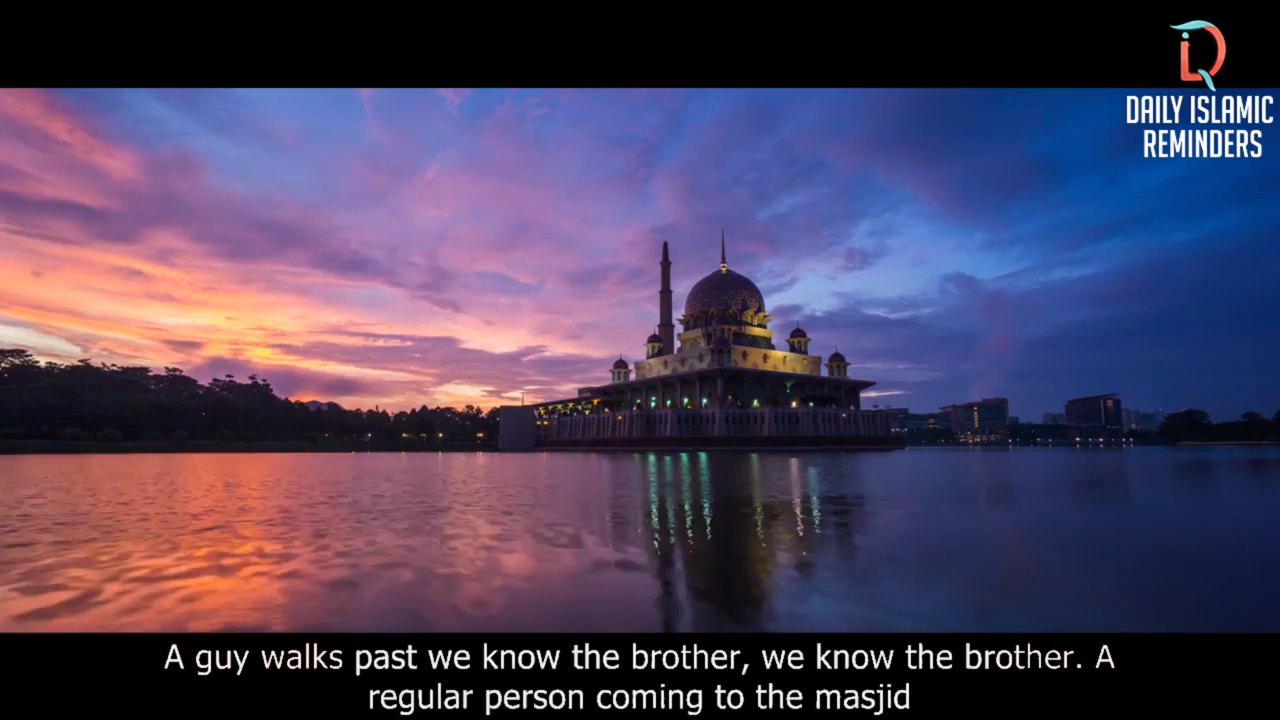 DAILY ISLAMIC
REMINDERS
A guy walks past we know the brother, we know the brother. A
regular person coming to the masjid